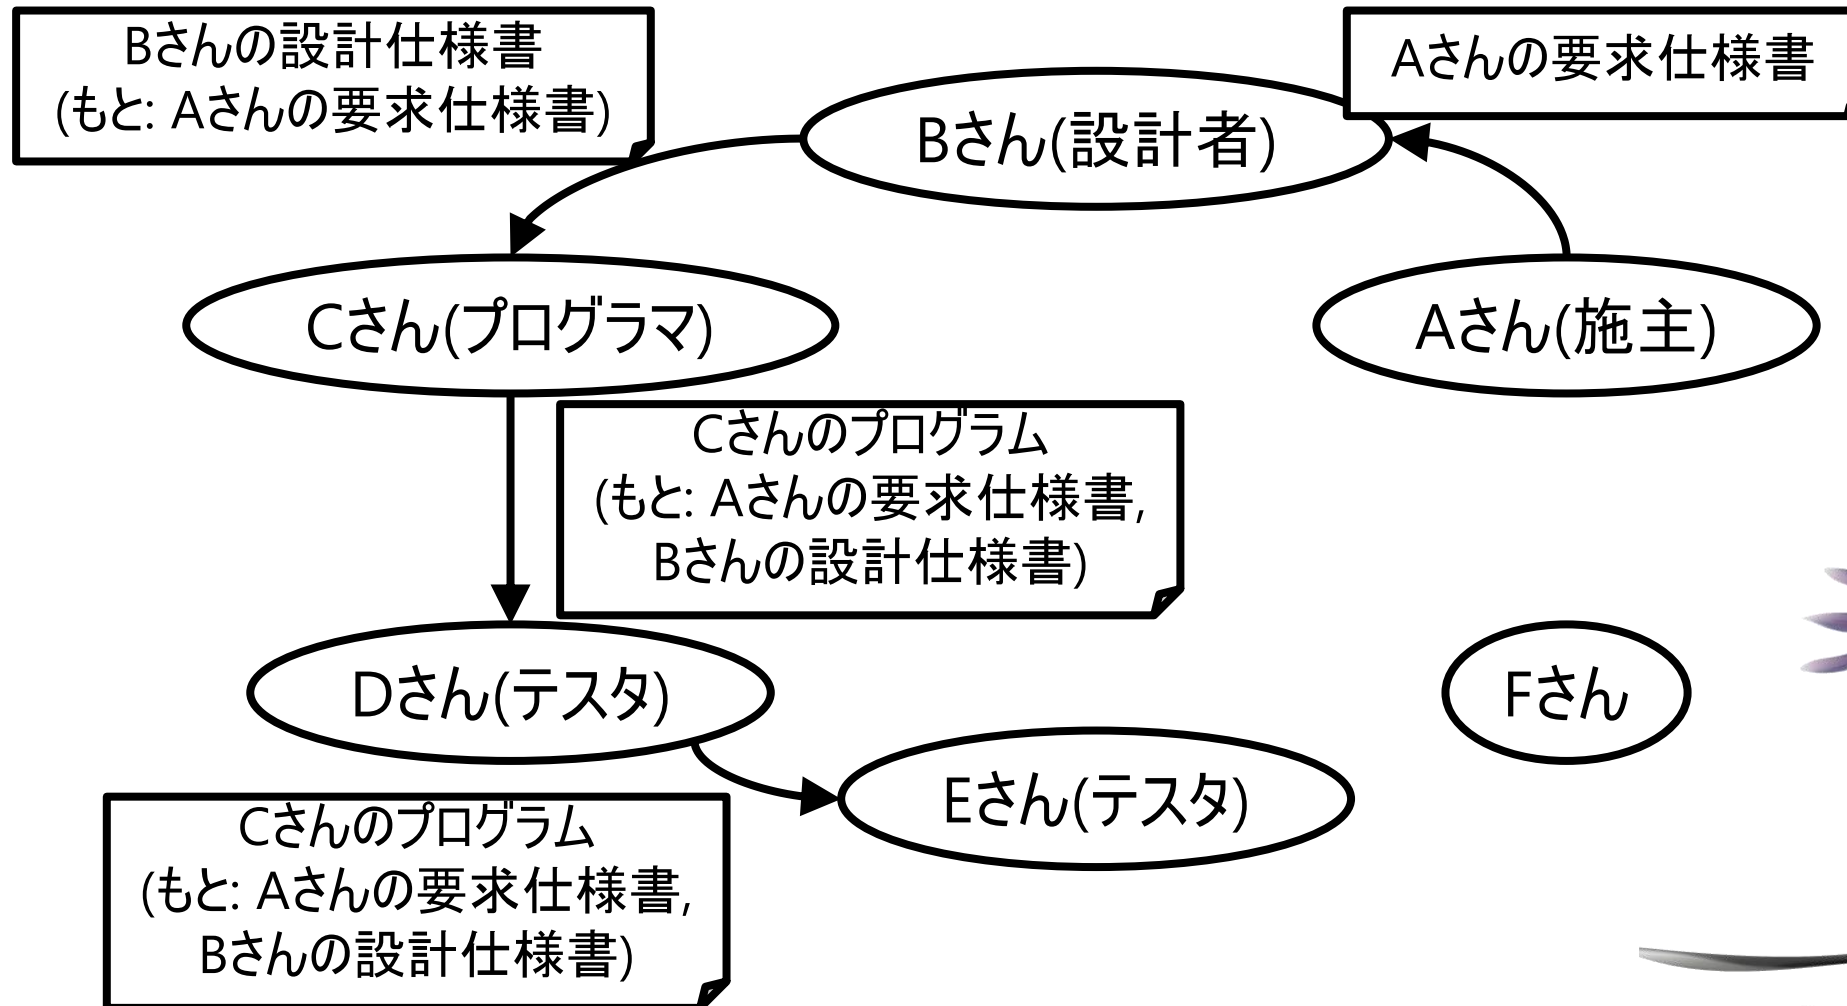 Bさんの設計仕様書
(もと: Aさんの要求仕様書)
Aさんの要求仕様書
Bさん(設計者)
Cさん(プログラマ)
Aさん(施主)
Cさんのプログラム
(もと: Aさんの要求仕様書,
Bさんの設計仕様書)
Dさん(テスタ)
Fさん
Eさん(テスタ)
Cさんのプログラム
(もと: Aさんの要求仕様書,
Bさんの設計仕様書)